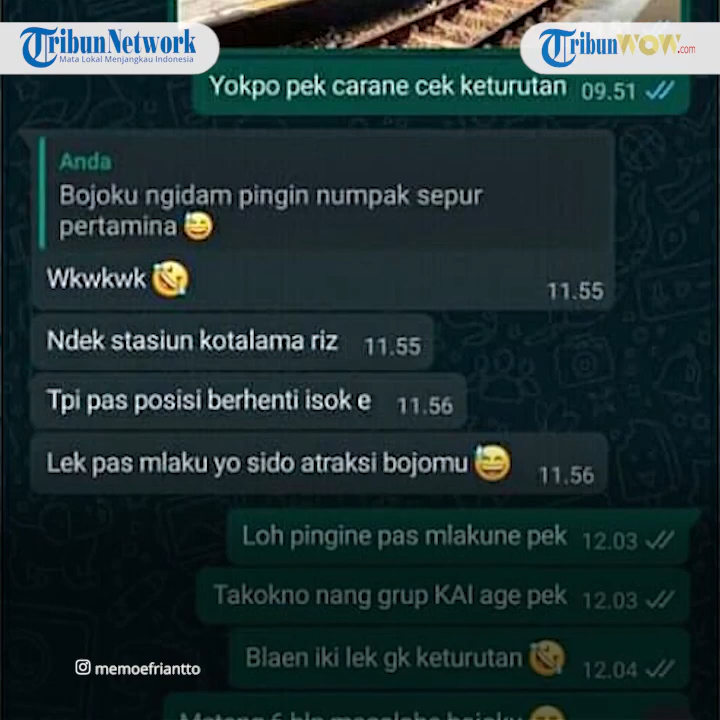 TribunNetwork
Mata Lokal Menjangkau Indonesia
TribunWOW.com
Yokpo pek carane cek keturutan 09.51
Anda
Bojoku ngidam pingin numpak sepur
pertamina 😅
Wkwkwk 🤣
11.55
Ndek stasiun kotalama riz 11.55
Tpi pas posisi berhenti isok e 11.56
Lek pas mlaku yo sido atraksi bojomu 😅 11.56
Loh pingine pas mlakune pek 12.03
Takokno nang grup KAI age pek 12.03
Blaen iki lek gk keturutan 🤣 12.04
memoefriantto